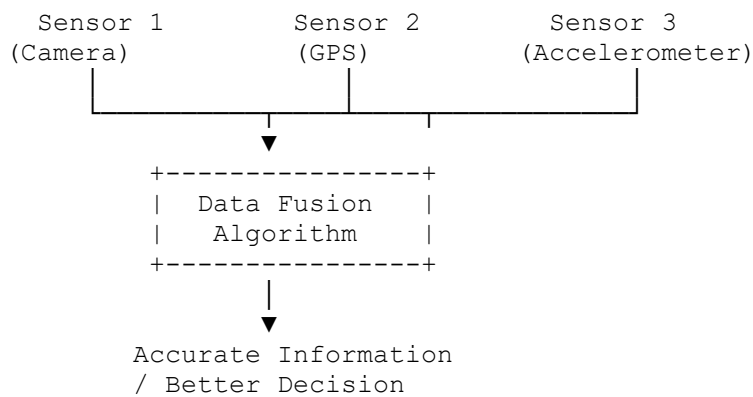 Sensor 1 Sensor 2 Sensor 3
(Camera) (GPS) (Accelerometer)
Data Fusion
Algorithm
Accurate Information
/ Better Decision